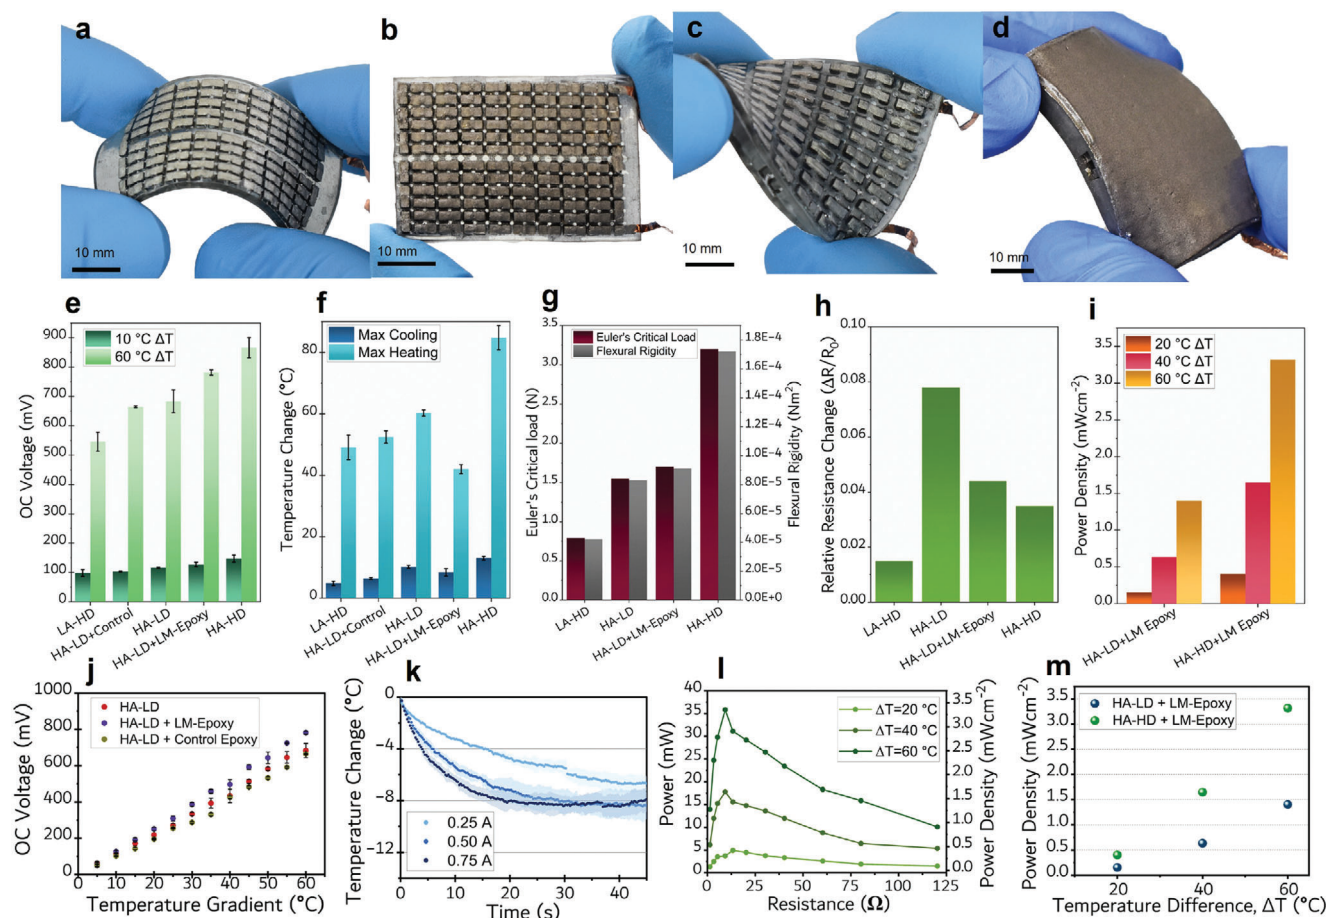 a
b
c
d
10 mm
10 mm
10 mm
10 mm
e
OC Voltage (mV)
900
800
700
600
500
400
300
200
100
0
10 °C ΔT
60 °C ΔT
LA-HD
HA-LD+Control
HA-LD
HA-LD+LM-Epoxy
HA-HD
f
Temperature Change (°C)
80
60
40
20
0
Max Cooling
Max Heating
LA-HD
HA-LD+Control
HA-LD
HA-LD+LM-Epoxy
HA-HD
g
Euler's Critical load (N)
3.5
3.0
2.5
2.0
1.5
1.0
0.5
0.0
Euler's Critical Load
Flexural Rigidity
1.8E-4
1.6E-4
1.4E-4
1.2E-4
1.0E-4
8.0E-5
6.0E-5
4.0E-5
2.0E-5
0.0E+0
Flexural Rigidity (Nm²)
LA-HD
HA-LD
HA-LD+LM-Epoxy
HA-HD
h
Relative Resistance Change (ΔR/R₀)
0.10
0.08
0.06
0.04
0.02
0.00
LA-HD
HA-LD
HA-LD+LM-Epoxy
HA-HD
i
Power Density (mWcm⁻²)
3.5
3.0
2.5
2.0
1.5
1.0
0.5
0.0
20 °C ΔT
40 °C ΔT
60 °C ΔT
HA-LD+LM Epoxy
HA-HD+LM Epoxy
j
OC Voltage (mV)
1000
800
600
400
200
0
HA-LD
HA-LD + LM-Epoxy
HA-LD + Control Epoxy
0 10 20 30 40 50 60
Temperature Gradient (°C)
k
Temperature Change (°C)
0
−4
−8
−12
0.25 A
0.50 A
0.75 A
0 10 20 30 40
Time (s)
l
Power (mW)
40
35
30
25
20
15
10
5
0
ΔT=20 °C
ΔT=40 °C
ΔT=60 °C
3.5
3.0
2.5
2.0
1.5
1.0
0.5
0.0
Power Density (mWcm⁻²)
0 25 50 75 100 125
Resistance (Ω)
m
Power Density (mWcm⁻²)
3.5
3.0
2.5
2.0
1.5
1.0
0.5
0.0
HA-LD + LM-Epoxy
HA-HD + LM-Epoxy
20 40 60
Temperature Difference, ΔT (°C)